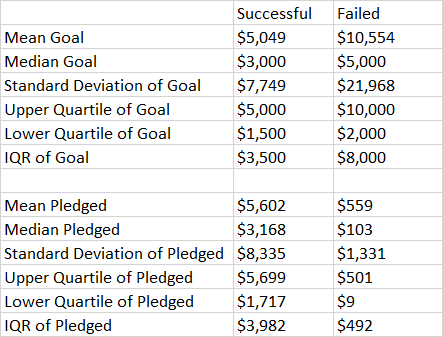 Successful Failed
Mean Goal $5,049 $10,554
Median Goal $3,000 $5,000
Standard Deviation of Goal $7,749 $21,968
Upper Quartile of Goal $5,000 $10,000
Lower Quartile of Goal $1,500 $2,000
IQR of Goal $3,500 $8,000
Mean Pledged $5,602 $559
Median Pledged $3,168 $103
Standard Deviation of Pledged $8,335 $1,331
Upper Quartile of Pledged $5,699 $501
Lower Quartile of Pledged $1,717 $9
IQR of Pledged $3,982 $492